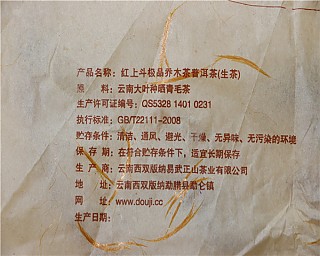 产品名称：红上斗极品乔木茶普洱茶(生茶)
原　　料：云南大叶种晒青毛茶
生产许可证编号：QS5328 1401 0231
执行标准：GB/T22111-2008
贮存条件：清洁、通风、避光、干燥、无异味、无污染的环境
保 存 期：在符合贮存条件下，适宜长期保存
生 产 商：云南西双版纳易武正山茶业有限公司
地　　址：云南西双版纳勐腊县勐仑镇
网　　址：www.douji.cc
生产日期：